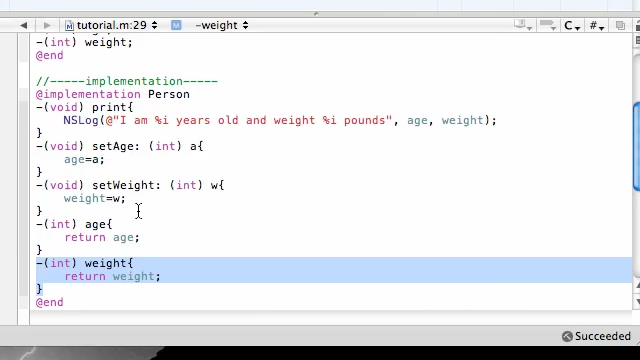 tutorial.m:29 M -weight C #
-(int) weight;
@end
//-----implementation-----
@implementation Person
-(void) print{
NSLog(@"I am %i years old and weight %i pounds", age, weight);
}
-(void) setAge: (int) a{
age=a;
}
-(void) setWeight: (int) w{
weight=w;
}
-(int) age{
return age;
}
-(int) weight{
return weight;
}
@end
Succeeded